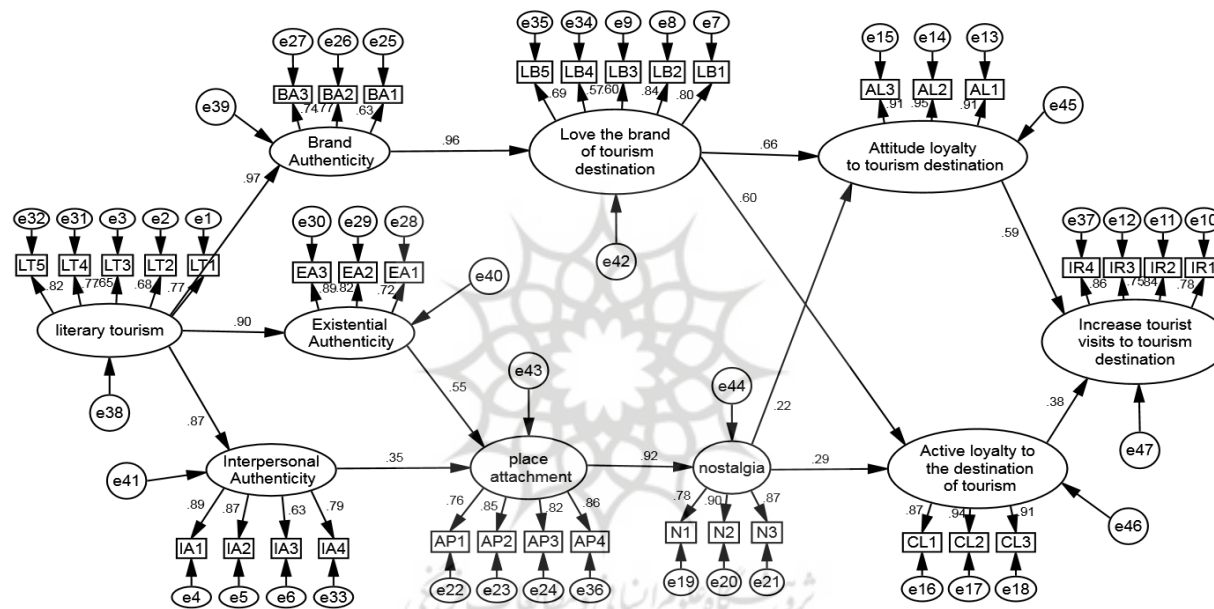 e35 e34 e9 e8 e7
e27 e26 e25
e15 e14 e13
LB5 LB4 LB3 LB2 LB1
BA3 BA2 BA1
AL3 AL2 AL1
.69 .57 .60 .84 .80
.74 .77 .63
.91 .95 .91
e39
e45
Brand
Authenticity
.96
Love the brand
of tourism
destination
.66
Attitude loyalty
to tourism destination
.97
.60
e32 e31 e3 e2 e1
e30 e29 e28
e37 e12 e11 e10
LT5 LT4 LT3 LT2 LT1
EA3 EA2 EA1
e40
e42
.59
IR4 IR3 IR2 IR1
.82 .77 .65 .68 .77
.89 .82 .72
.86 .75 .84 .78
literary tourism
.90
Existential
Authenticity
Increase tourist
visits to tourism
destination
e38
.55
e43
e44
.22
.38
.87
e47
e41
Interpersonal
Authenticity
.35
place
attachment
.92
nostalgia
.29
Active loyalty to
the destination
of tourism
.89 .87 .63 .79
.76 .85 .82 .86
.78 .90 .87
.87 .94 .91
e46
IA1 IA2 IA3 IA4
AP1 AP2 AP3 AP4
N1 N2 N3
CL1 CL2 CL3
e4 e5 e6 e33
e22 e23 e24 e36
e19 e20 e21
e16 e17 e18